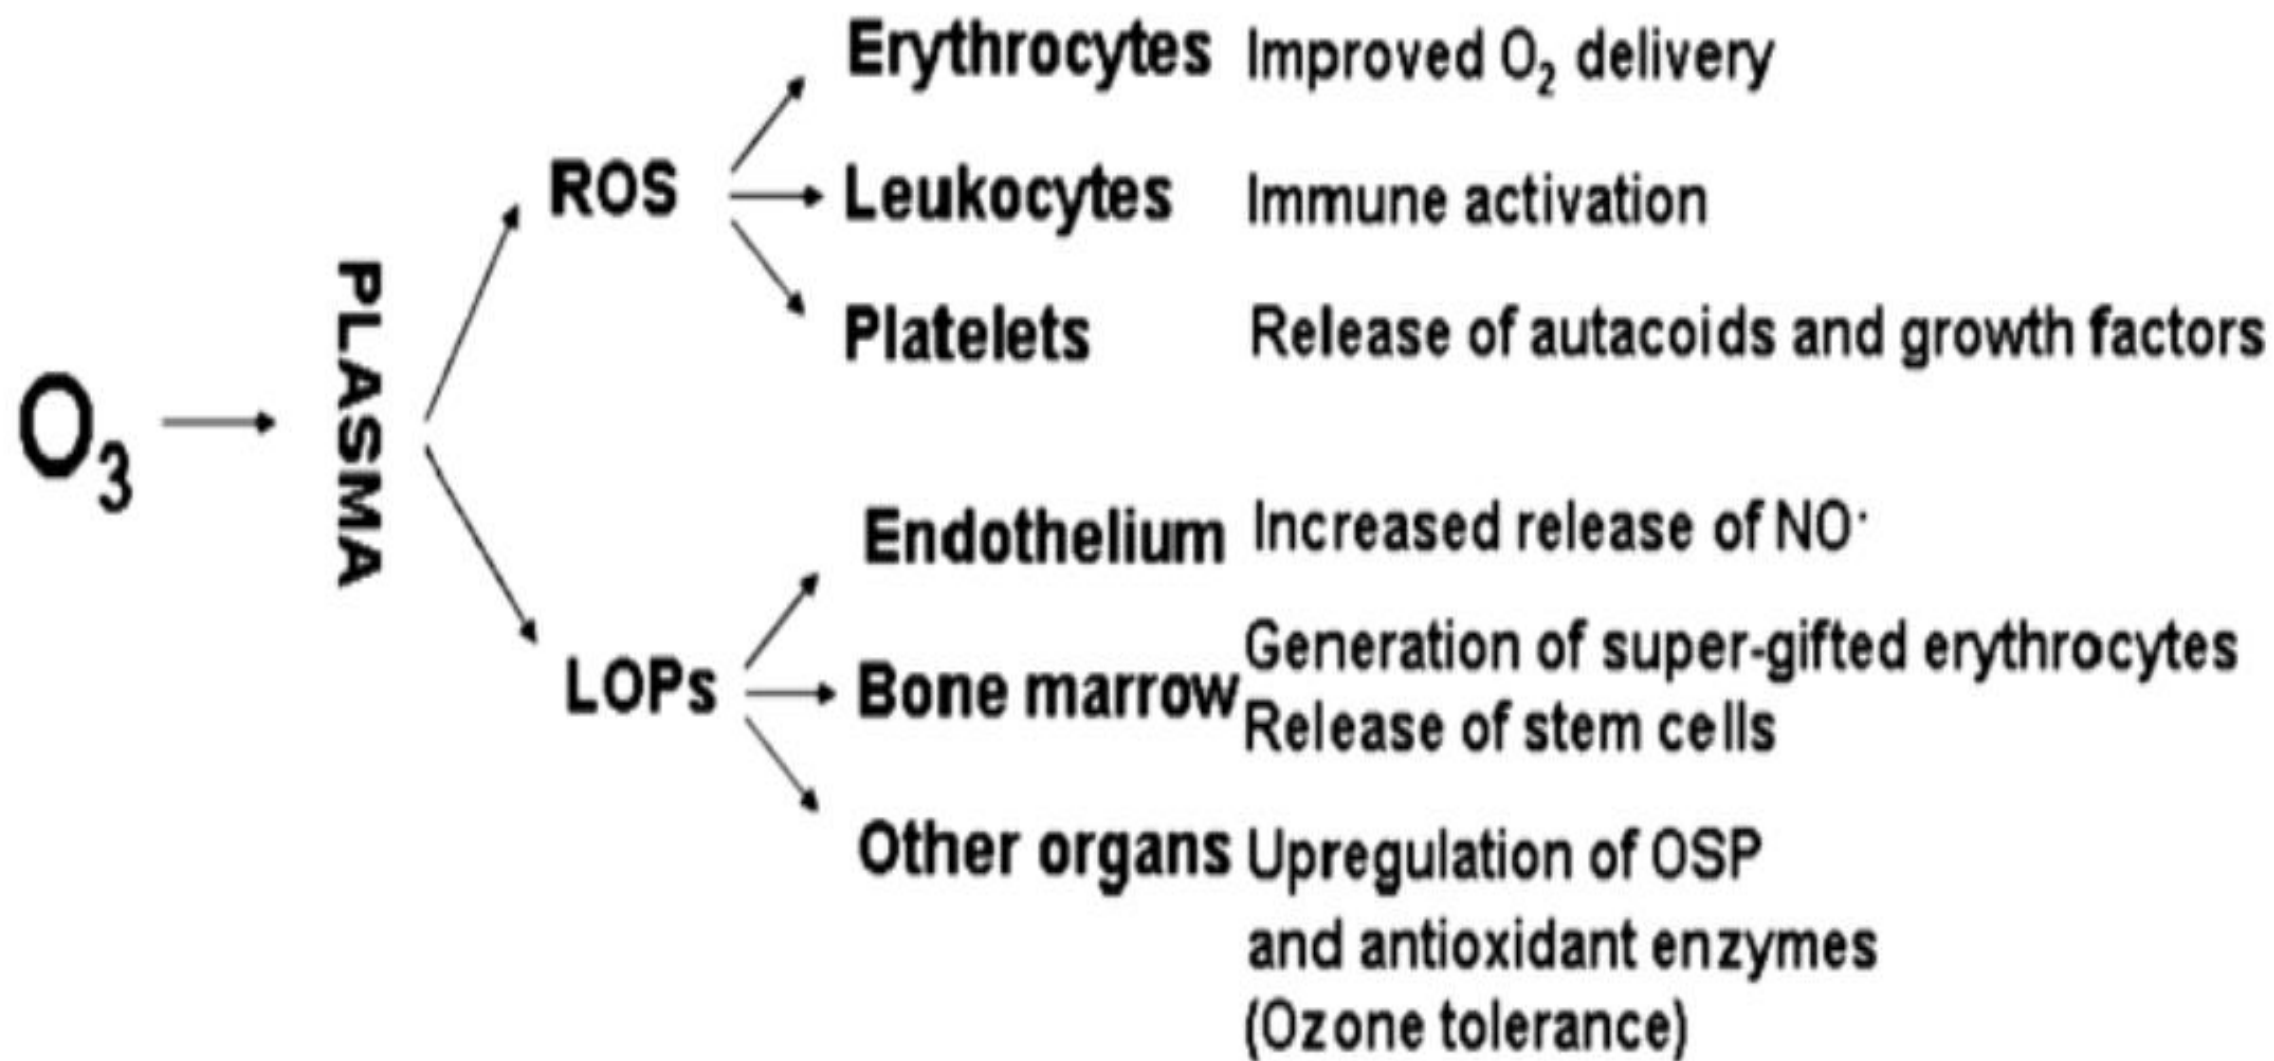 O₃
PLASMA
ROS
Erythrocytes Improved O₂ delivery
Leukocytes Immune activation
Platelets Release of autacoids and growth factors
LOPs
Endothelium Increased release of NO·
Bone marrow Generation of super-gifted erythrocytes
Release of stem cells
Other organs Upregulation of OSP
and antioxidant enzymes
(Ozone tolerance)